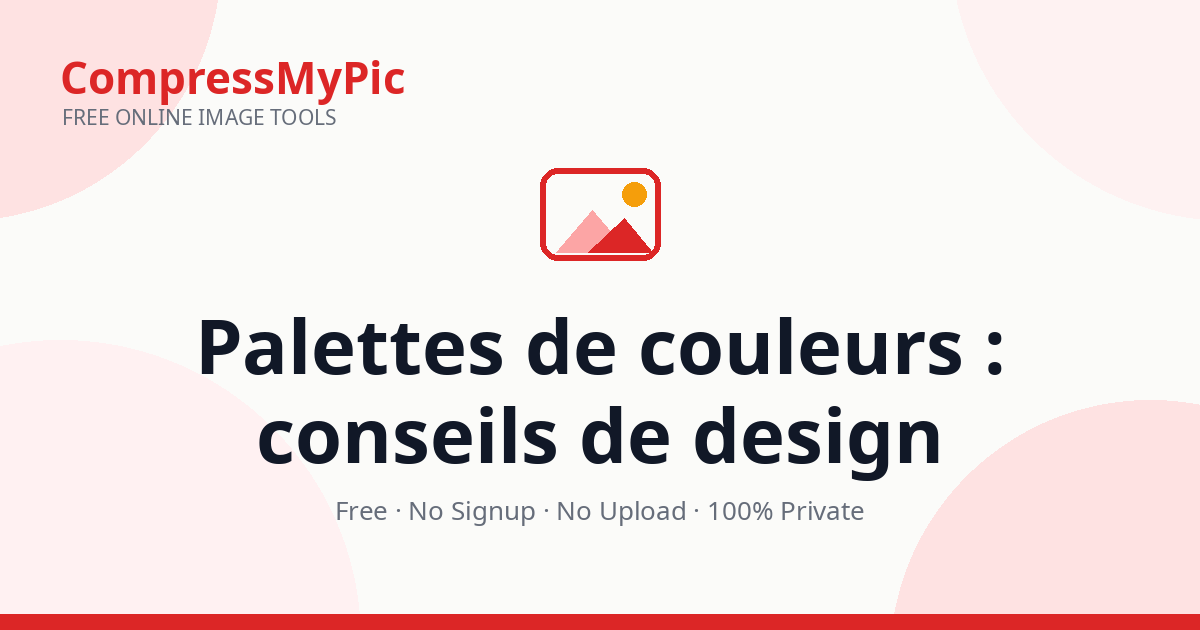 CompressMyPic
FREE ONLINE IMAGE TOOLS
Palettes de couleurs :
conseils de design
Free · No Signup · No Upload · 100% Private